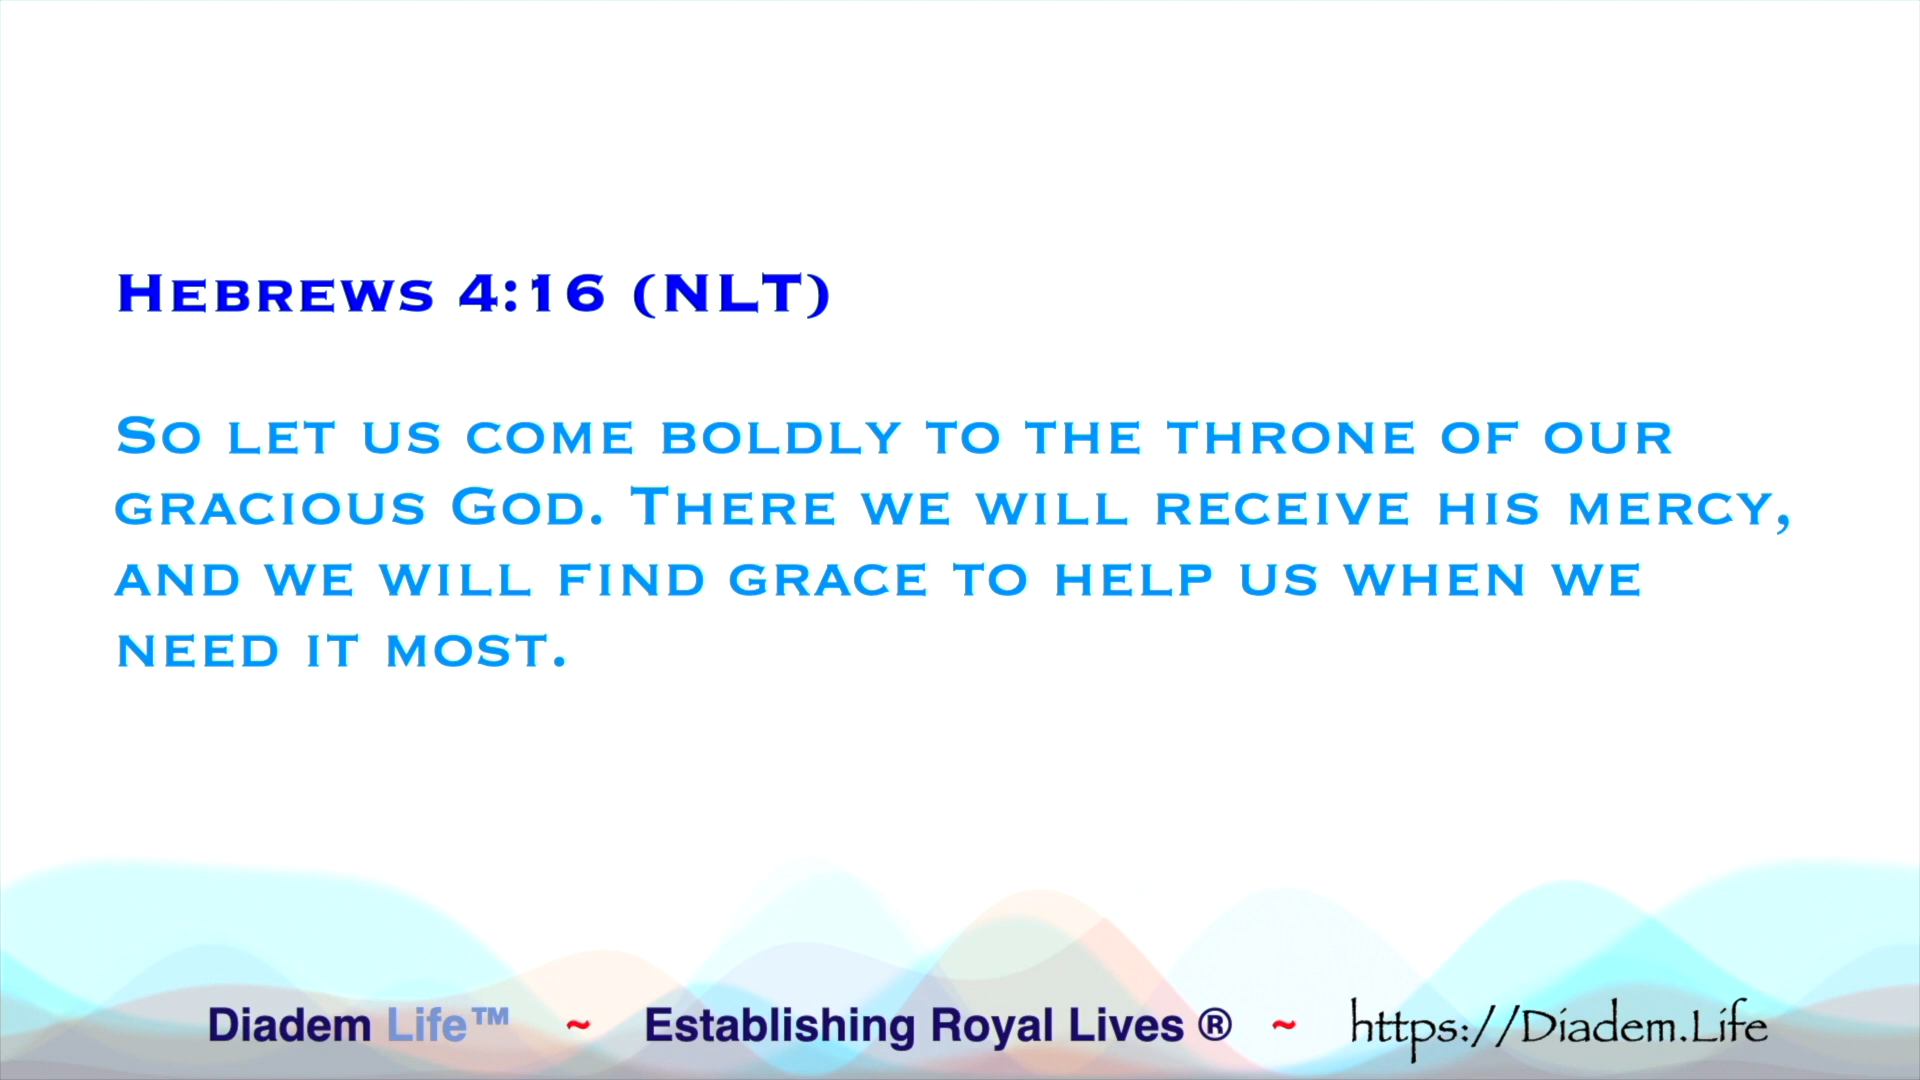 Hebrews 4:16 (NLT)
So let us come boldly to the throne of our
gracious God. There we will receive his mercy,
and we will find grace to help us when we
need it most.
Diadem Life™ ~ Establishing Royal Lives ® ~ https://Diadem.Life